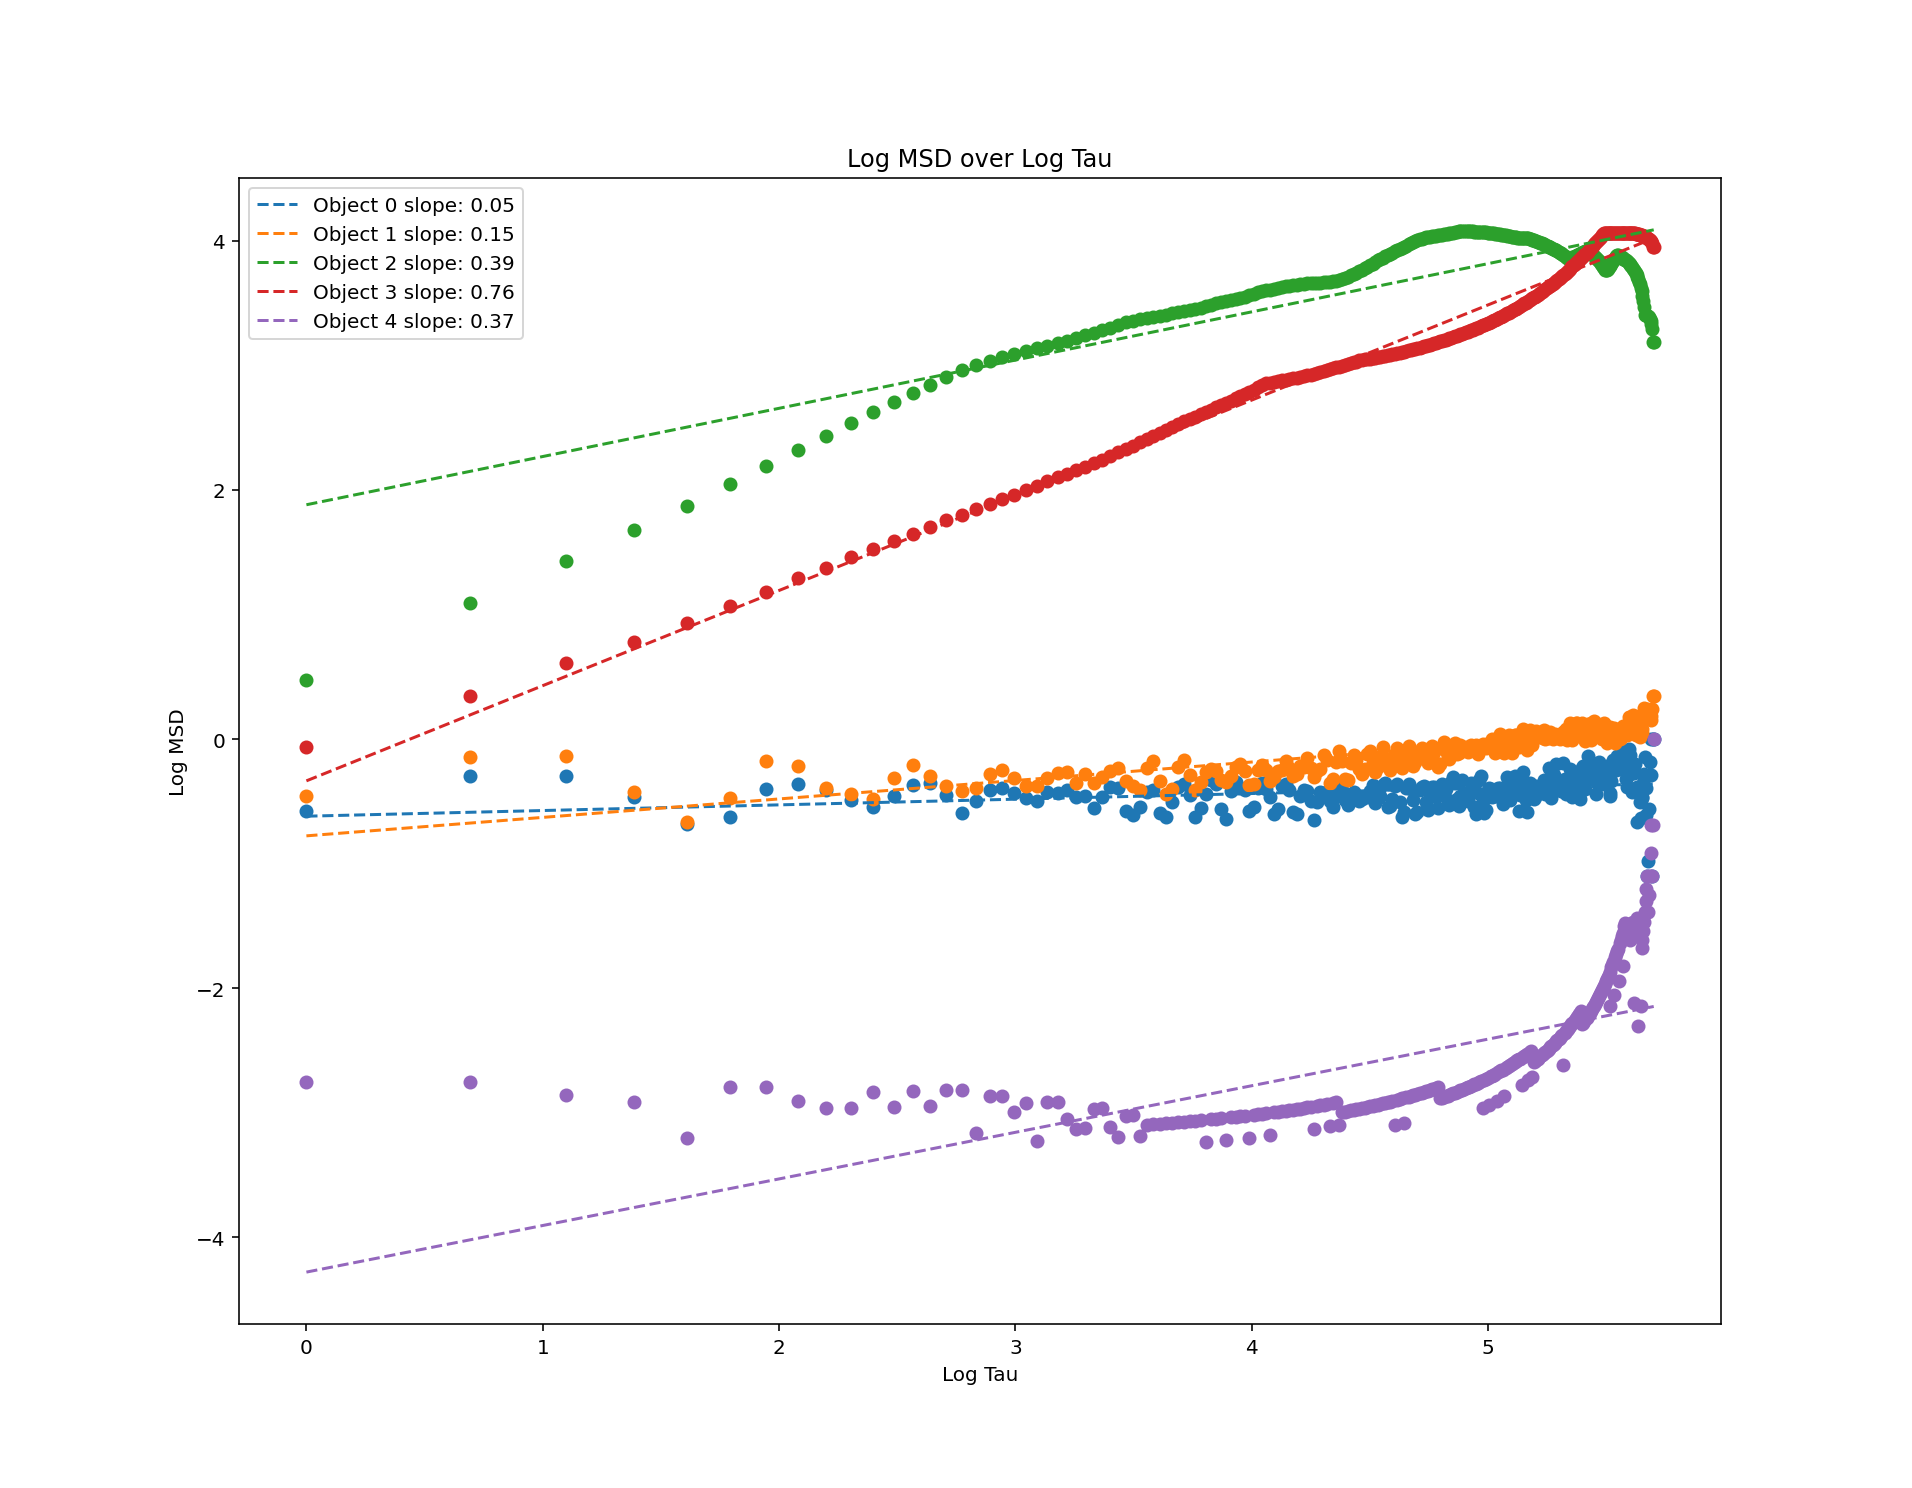 Log MSD over Log Tau
Object 0 slope: 0.05
Object 1 slope: 0.15
Object 2 slope: 0.39
Object 3 slope: 0.76
Object 4 slope: 0.37
4
2
0
−2
−4
Log MSD
0 1 2 3 4 5
Log Tau